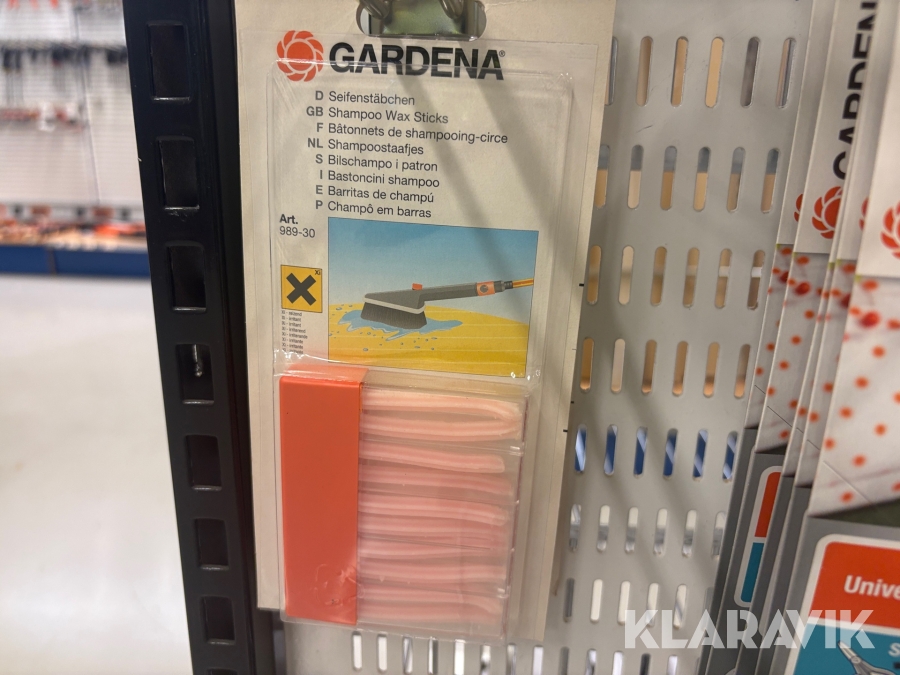 GARDENA®
D Seifenstäbchen
GB Shampoo Wax Sticks
F Bâtonnets de shampooing-circe
NL Shampoostaafjes
S Bilschampo i patron
I Bastoncini shampoo
E Barritas de champú
P Champô em barras
Art.
989-30
Xi
GARDEN
Unive
KLARAVIK